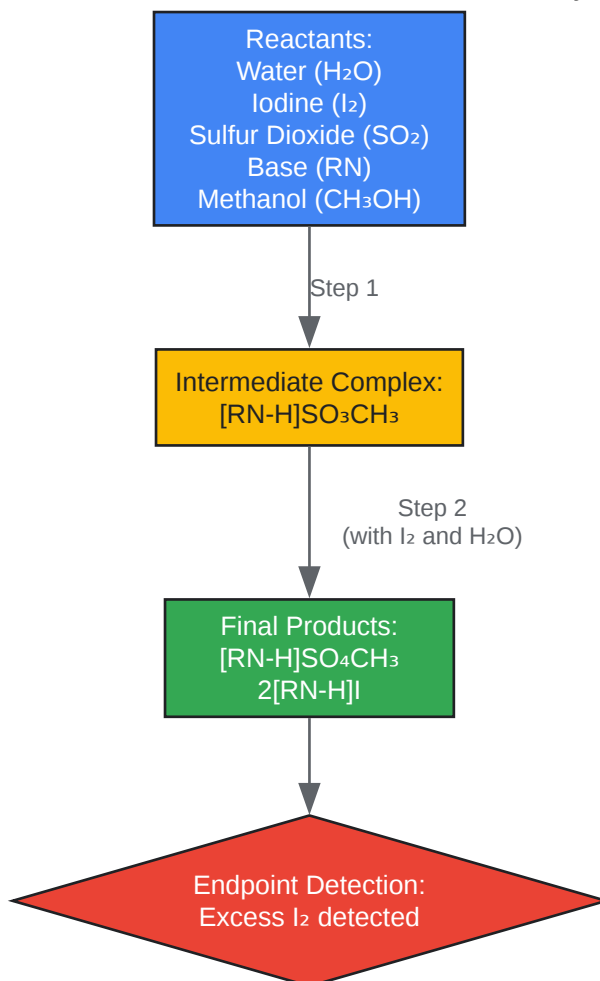 Reactants:
Water (H₂O)
Iodine (I₂)
Sulfur Dioxide (SO₂)
Base (RN)
Methanol (CH₃OH)
Step 1
Intermediate Complex:
[RN-H]SO₃CH₃
Step 2
(with I₂ and H₂O)
Final Products:
[RN-H]SO₄CH₃
2[RN-H]I
Endpoint Detection:
Excess I₂ detected